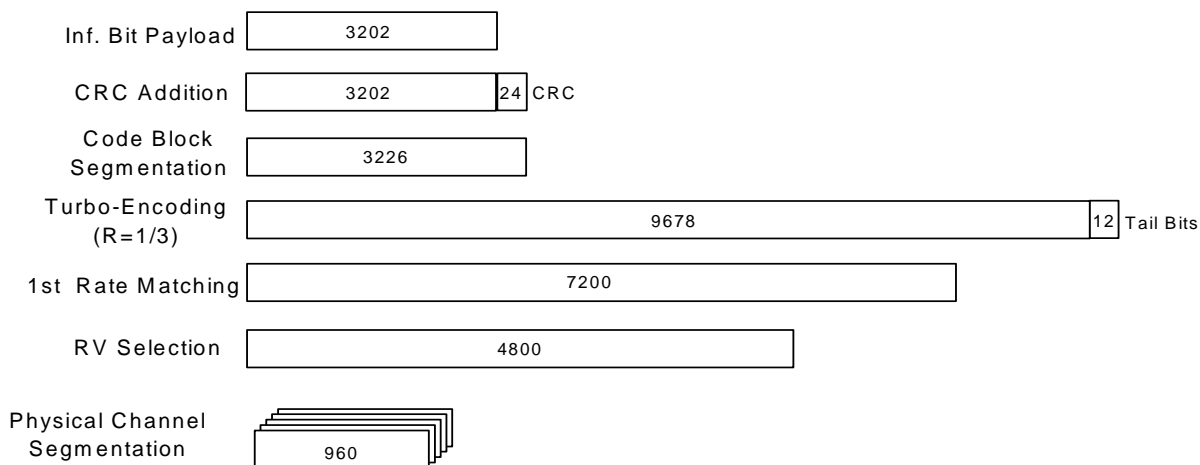 Inf. Bit Payload 3202
CRC Addition 3202 24 CRC
Code Block
Segmentation 3226
Turbo-Encoding
(R=1/3) 9678 12 Tail Bits
1st Rate Matching 7200
RV Selection 4800
Physical Channel
Segmentation 960